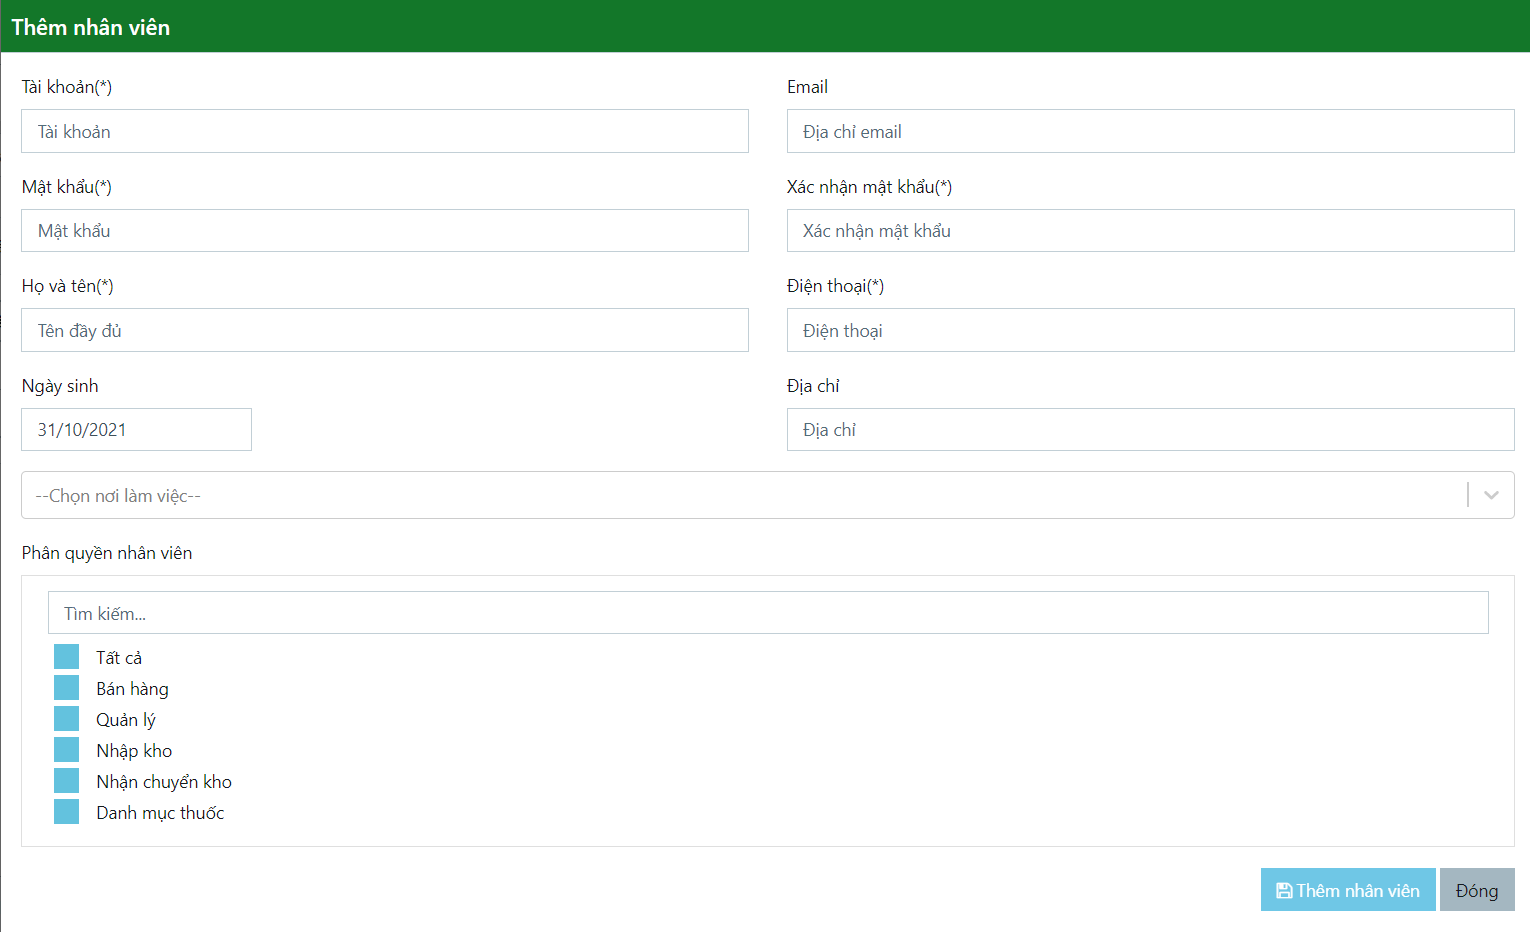 Thêm nhân viên
Tài khoản(*)
Email
Tài khoản
Địa chỉ email
Mật khẩu(*)
Xác nhận mật khẩu(*)
Mật khẩu
Xác nhận mật khẩu
Họ và tên(*)
Điện thoại(*)
Tên đầy đủ
Điện thoại
Ngày sinh
Địa chỉ
31/10/2021
Địa chỉ
--Chọn nơi làm việc--
Phân quyền nhân viên
Tìm kiếm...
Tất cả
Bán hàng
Quản lý
Nhập kho
Nhận chuyển kho
Danh mục thuốc
Thêm nhân viên
Đóng